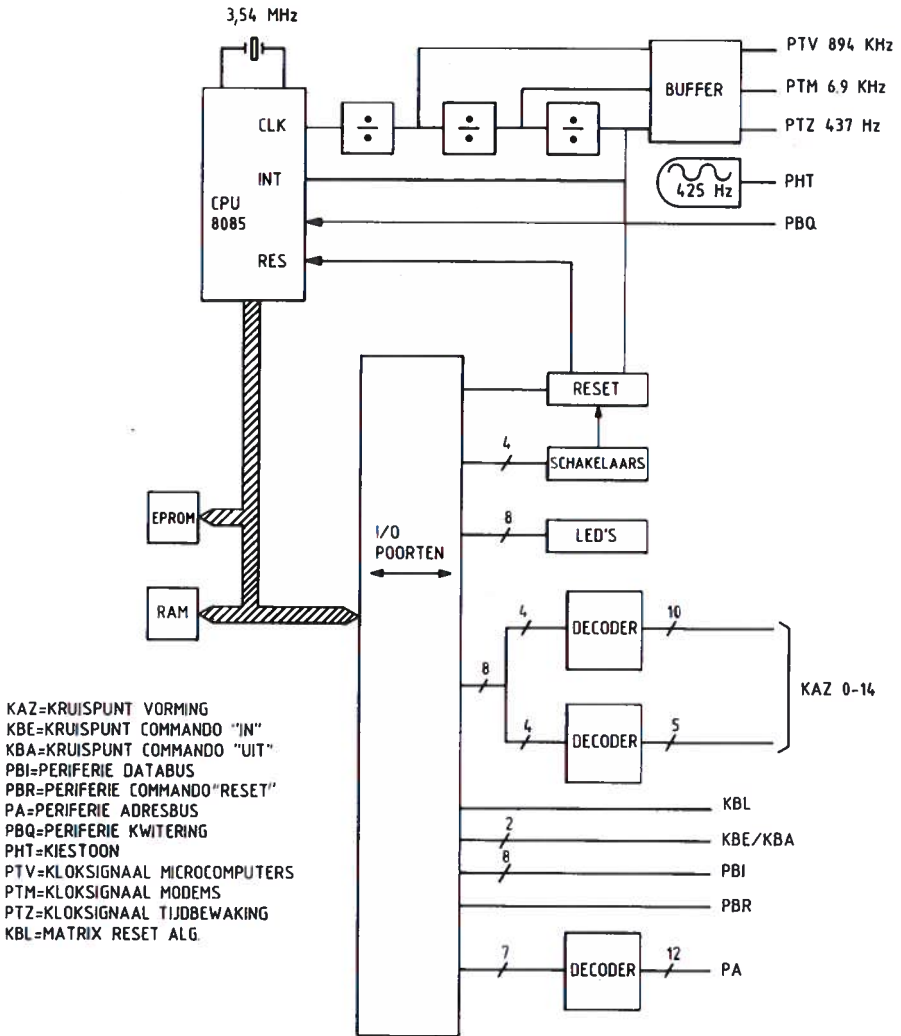 3,54 MHz
CLK
INT
CPU
8085
RES
BUFFER
PTV 894 KHz
PTM 6.9 KHz
PTZ 437 Hz
425 Hz
PHT
PBQ
RESET
4
SCHAKELAARS
8
LED'S
EPROM
RAM
I/O
POORTEN
8
4
DECODER
10
4
DECODER
5
KAZ 0-14
KBL
2
KBE/KBA
8
PBI
PBR
7
DECODER
12
PA
KAZ=KRUISPUNT VORMING
KBE=KRUISPUNT COMMANDO "IN"
KBA=KRUISPUNT COMMANDO "UIT"
PBI=PERIFERIE DATABUS
PBR=PERIFERIE COMMANDO"RESET"
PA=PERIFERIE ADRESBUS
PBQ=PERIFERIE KWITERING
PHT=KIESTOON
PTV=KLOKSIGNAAL MICROCOMPUTERS
PTM=KLOKSIGNAAL MODEMS
PTZ=KLOKSIGNAAL TIJDBEWAKING
KBL=MATRIX RESET ALG.